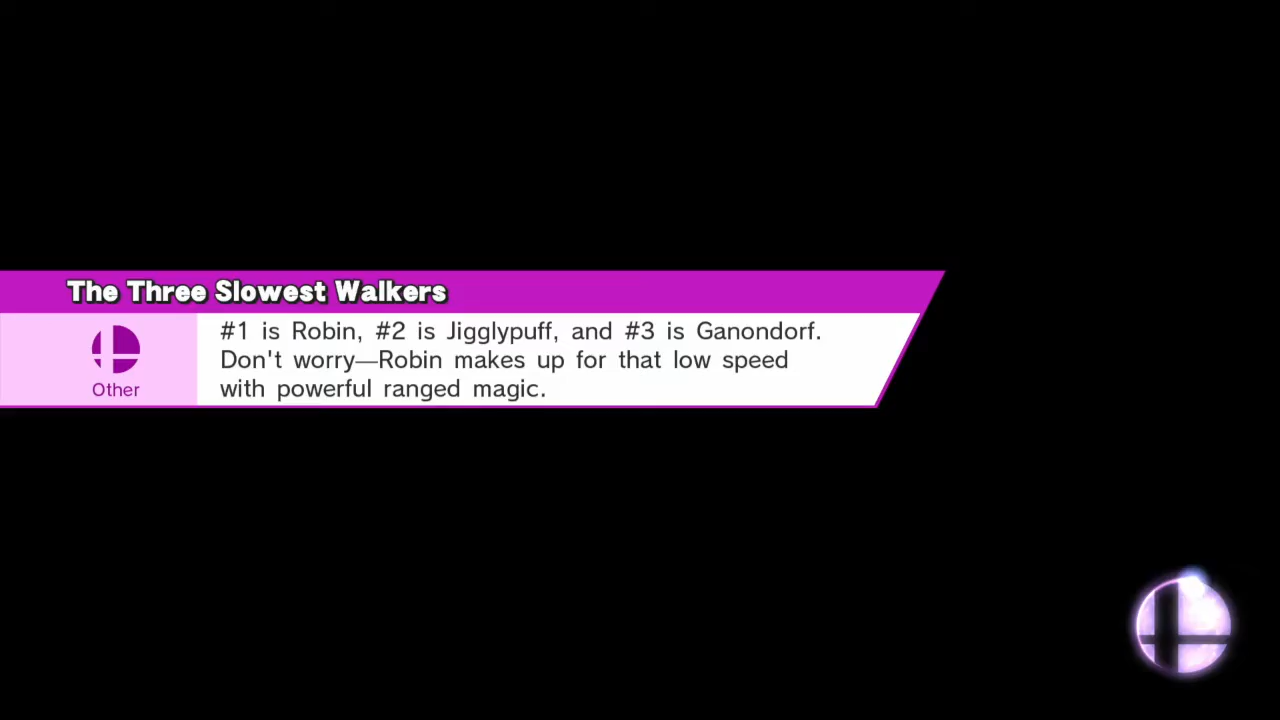 The Three Slowest Walkers
#1 is Robin, #2 is Jigglypuff, and #3 is Ganondorf.
Don't worry—Robin makes up for that low speed
with powerful ranged magic.
Other